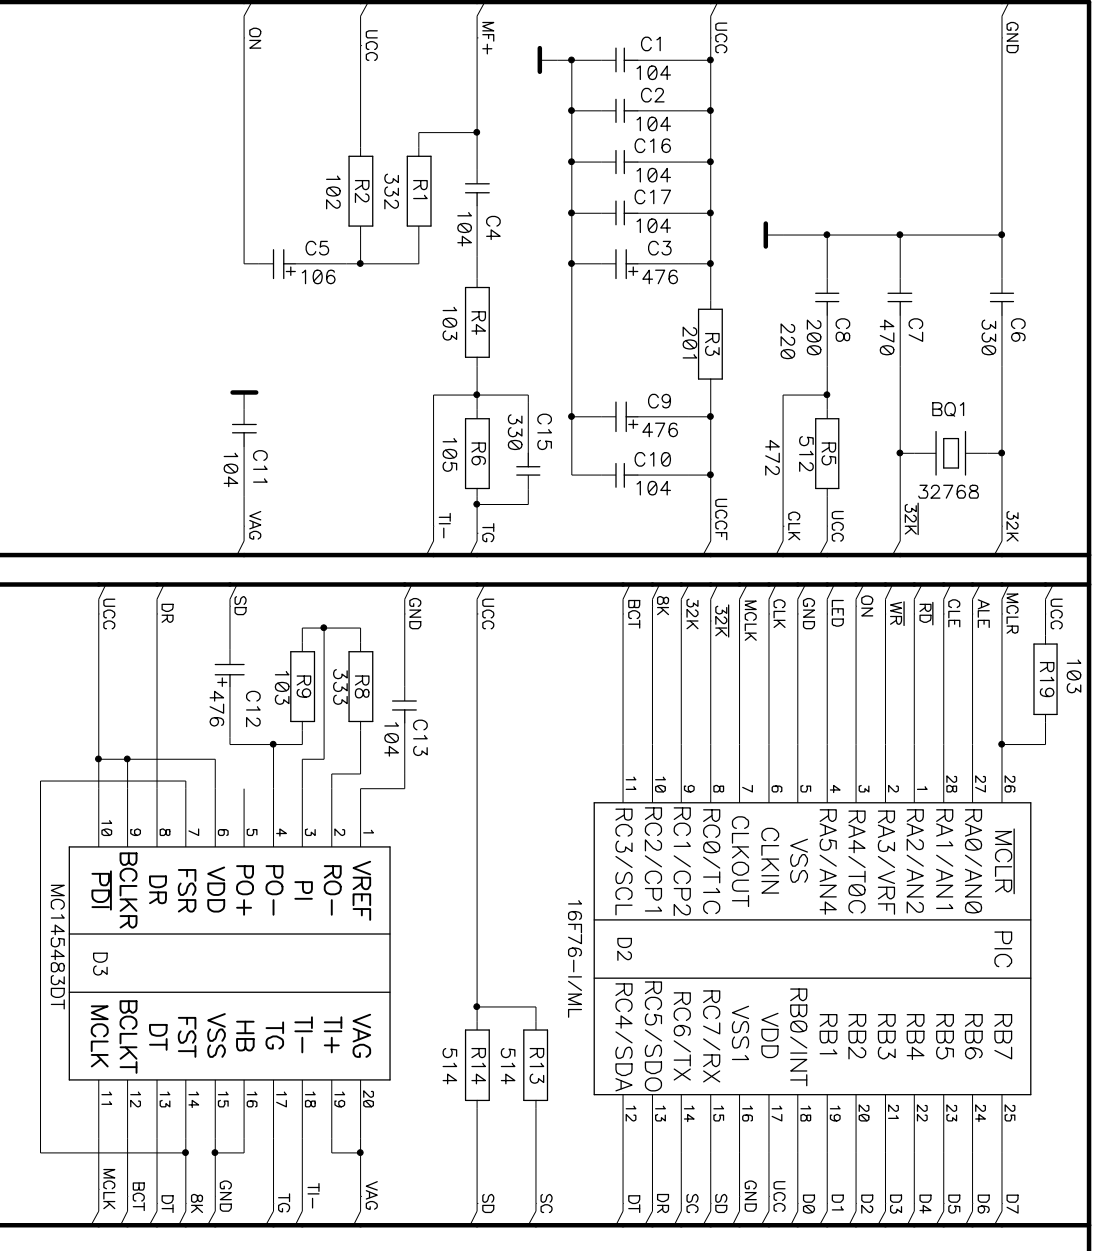 ON
UCC
MF+
UCC
GND
C1
104
C2
104
C16
104
C17
104
C3
+476
R1
332
R2
102
C4
104
C5
+106
R4
103
R3
201
C8
200
220
C7
470
C6
330
C9
+476
C10
104
C15
330
R6
105
C11
104
R5
512
472
BQ1
32768
VAG
TI-
TG
UCCF
CLK
UCC
32K
32K
UCC
DR
SD
GND
UCC
BCT
8K
32K
32K
MCLK
CLK
GND
LED
ON
WR
RD
CLE
ALE
MCLR
UCC
103
R19
R9
103
R8
333
C12
+476
C13
104
11
10
9
8
7
6
5
4
3
2
1
28
27
26
RC3/SCL
RC2/CP1
RC1/CP2
RC0/T1C
CLKOUT
CLKIN
VSS
RA5/AN4
RA4/T0C
RA3/VRF
RA2/AN2
RA1/AN1
RA0/AN0
MCLR
D2
PIC
16F76-I/ML
RC4/SDA
RC5/SDO
RC6/TX
RC7/RX
VSS1
VDD
RB0/INT
RB1
RB2
RB3
RB4
RB5
RB6
RB7
12
13
14
15
16
17
18
19
20
21
22
23
24
25
DT
DR
SC
SD
GND
UCC
D0
D1
D2
D3
D4
D5
D6
D7
10
9
8
7
6
5
4
3
2
1
PDI
BCLKR
DR
FSR
VDD
PO+
PO-
PI
RO-
VREF
D3
MC145483DT
MCLK
BCLKT
DT
FST
VSS
HB
TG
TI-
TI+
VAG
11
12
13
14
15
16
17
18
19
20
MCLK
BCT
DT
8K
GND
TG
TI-
VAG
R14
514
R13
514
SD
SC